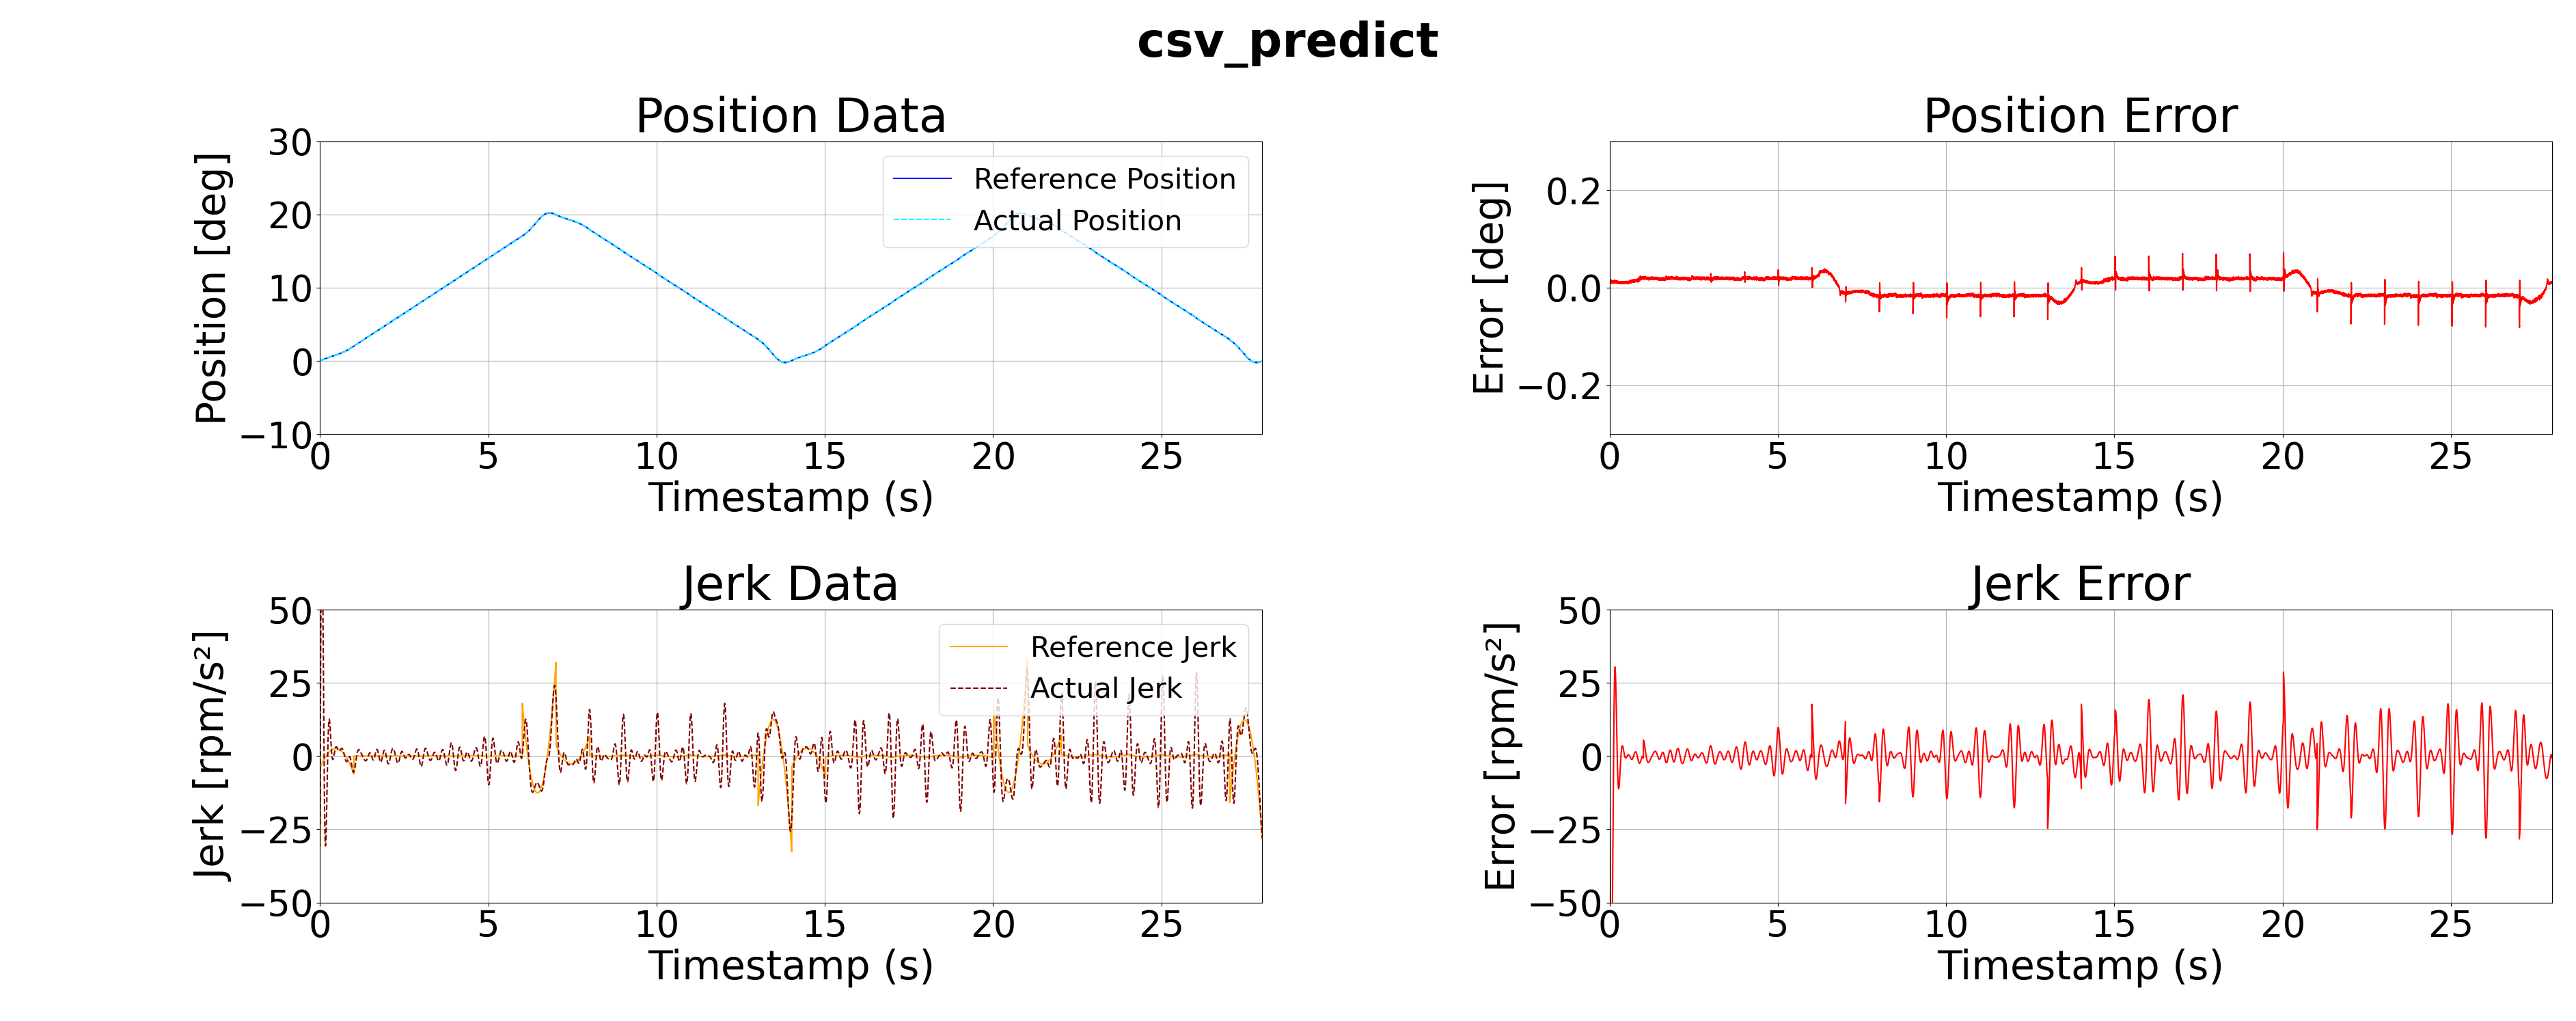 csv_predict
Position Data
Position [deg]
30
20
10
0
−10
Reference Position
Actual Position
0 5 10 15 20 25
Timestamp (s)
Position Error
Error [deg]
0.2
0.0
−0.2
0 5 10 15 20 25
Timestamp (s)
Jerk Data
Jerk [rpm/s²]
50
25
0
−25
−50
Reference Jerk
Actual Jerk
0 5 10 15 20 25
Timestamp (s)
Jerk Error
Error [rpm/s²]
50
25
0
−25
−50
0 5 10 15 20 25
Timestamp (s)